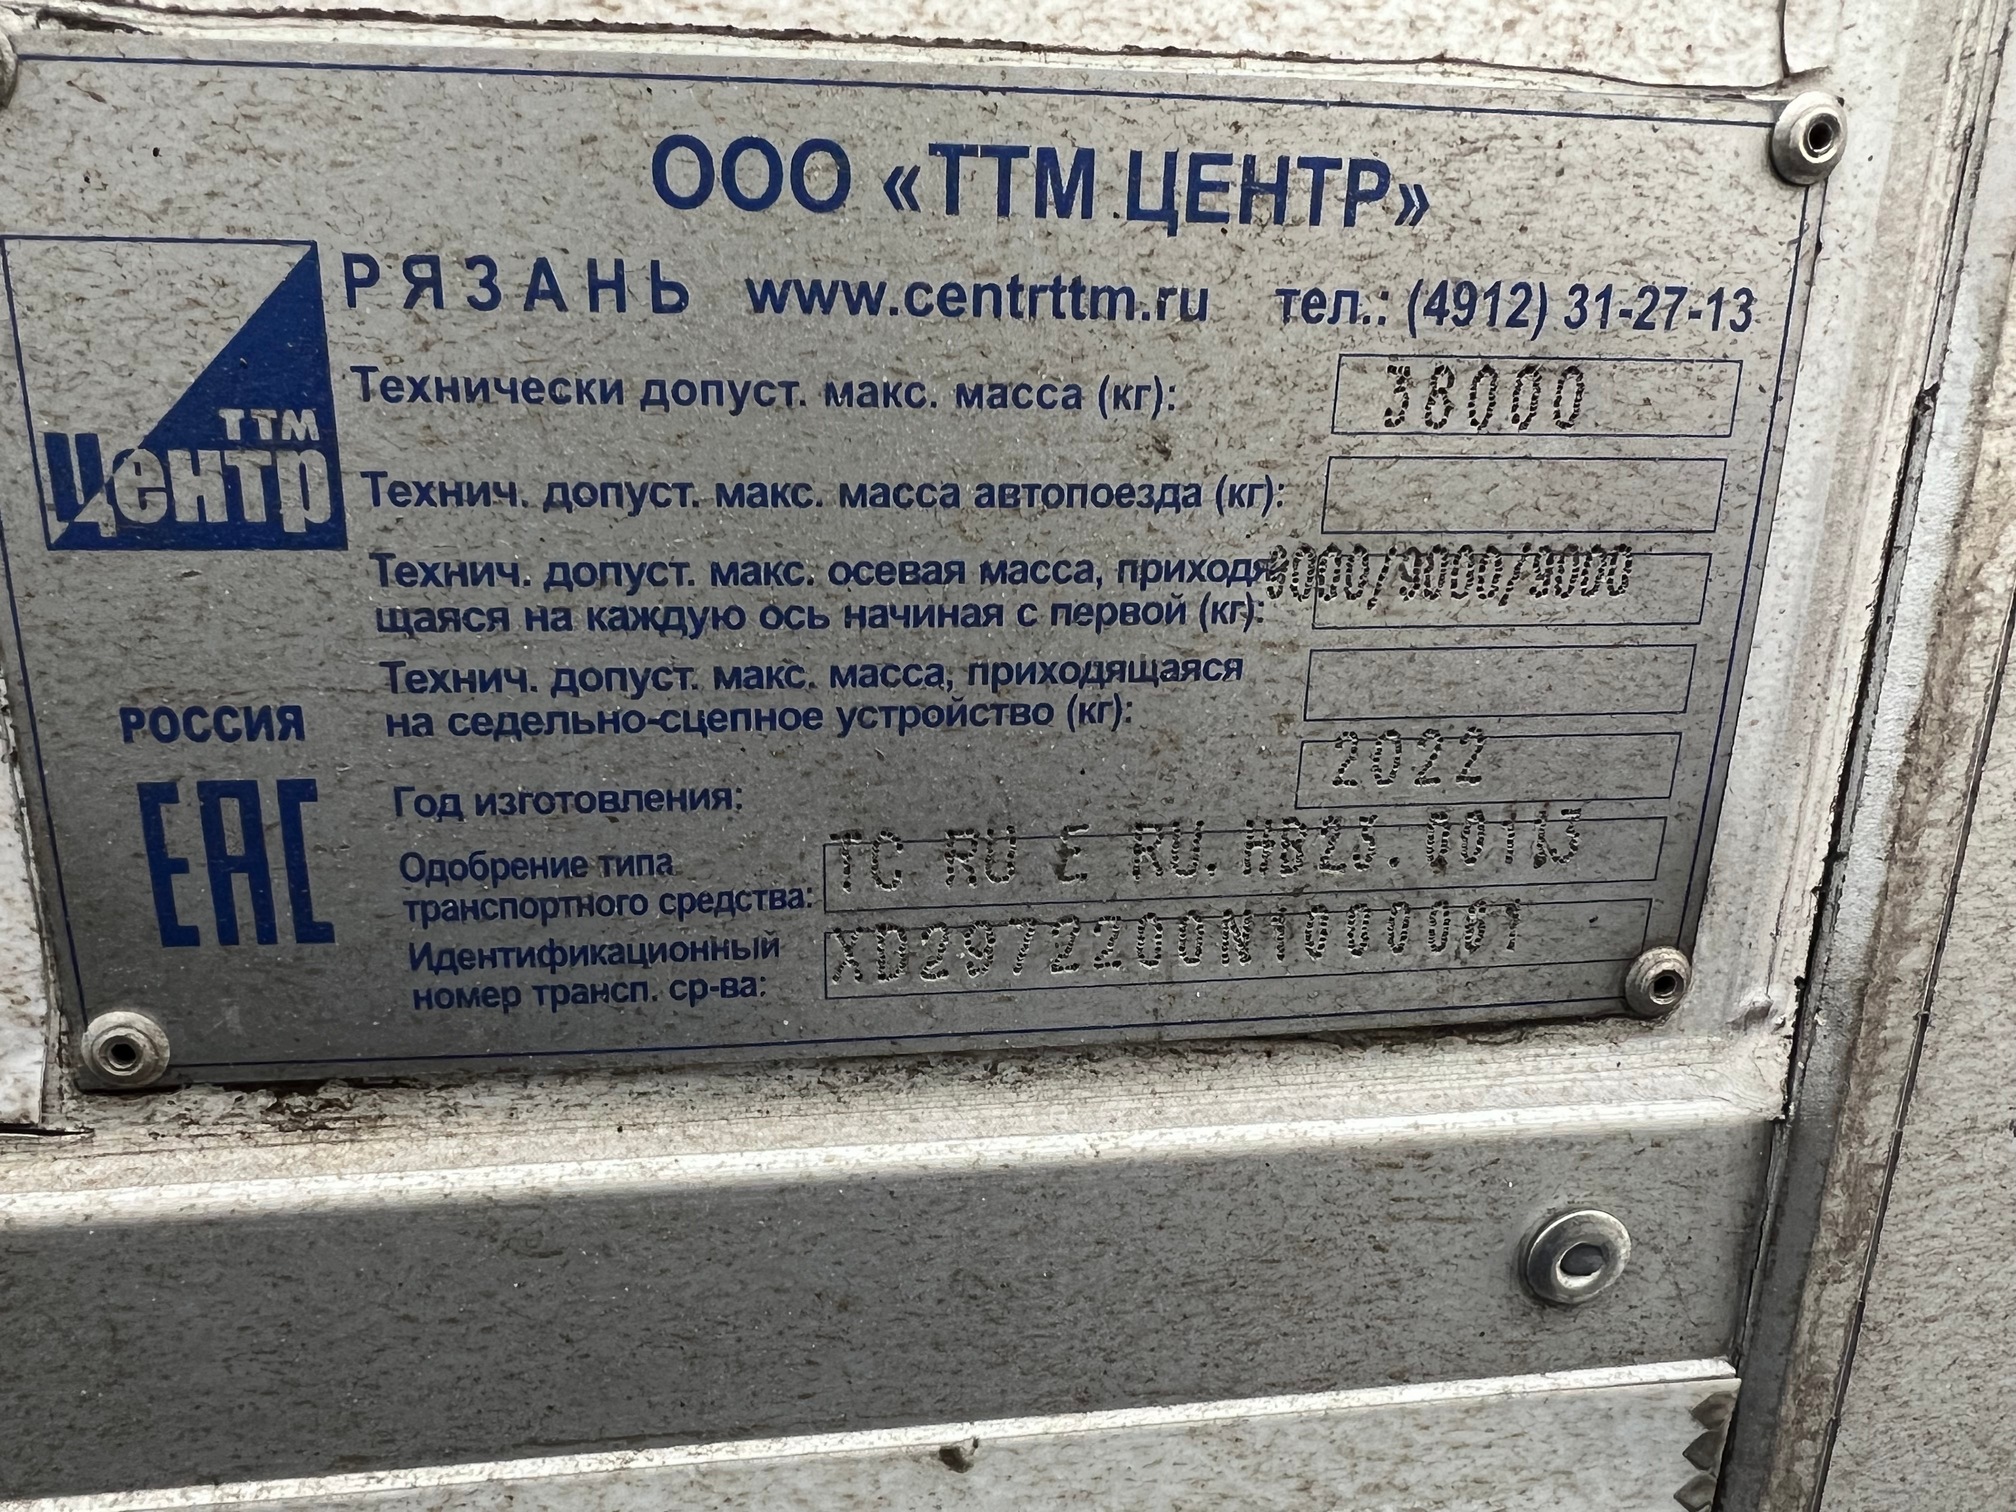 ООО «ТТМ ЦЕНТР»
РЯЗАНЬ www.centrttm.ru тел.: (4912) 31-27-13
ТТМ
Центр
Технически допуст. макс. масса (кг): 38000
Технич. допуст. макс. масса автопоезда (кг):
Технич. допуст. макс. осевая масса, приходя-
щаяся на каждую ось начиная с первой (кг): 9000/9000/9000
Технич. допуст. макс. масса, приходящаяся
на седельно-сцепное устройство (кг):
РОССИЯ
EAC
Год изготовления: 2022
Одобрение типа
транспортного средства: TC RU E
Идентификационный
номер трансп. ср-ва: